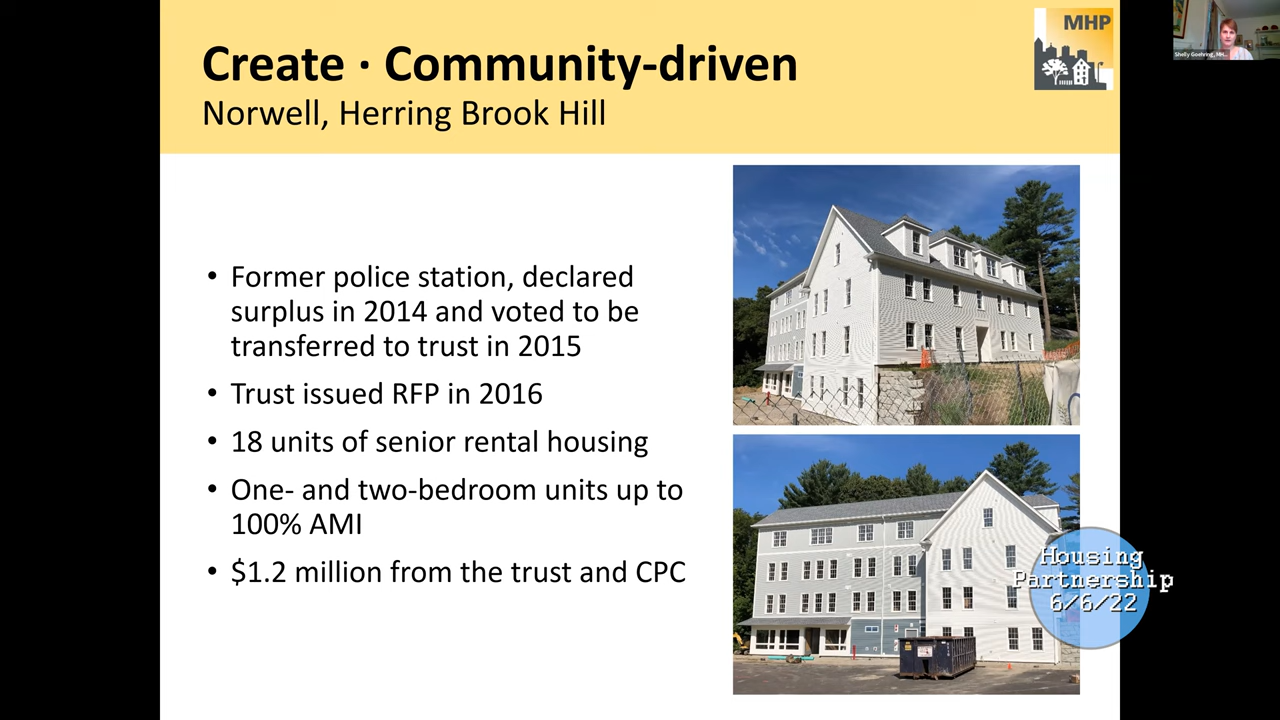 Create · Community-driven
Norwell, Herring Brook Hill
MHP
Shelly Goehring, MH...
• Former police station, declared
surplus in 2014 and voted to be
transferred to trust in 2015
• Trust issued RFP in 2016
• 18 units of senior rental housing
• One- and two-bedroom units up to
100% AMI
• $1.2 million from the trust and CPC
Housing
Partnership
6/6/22